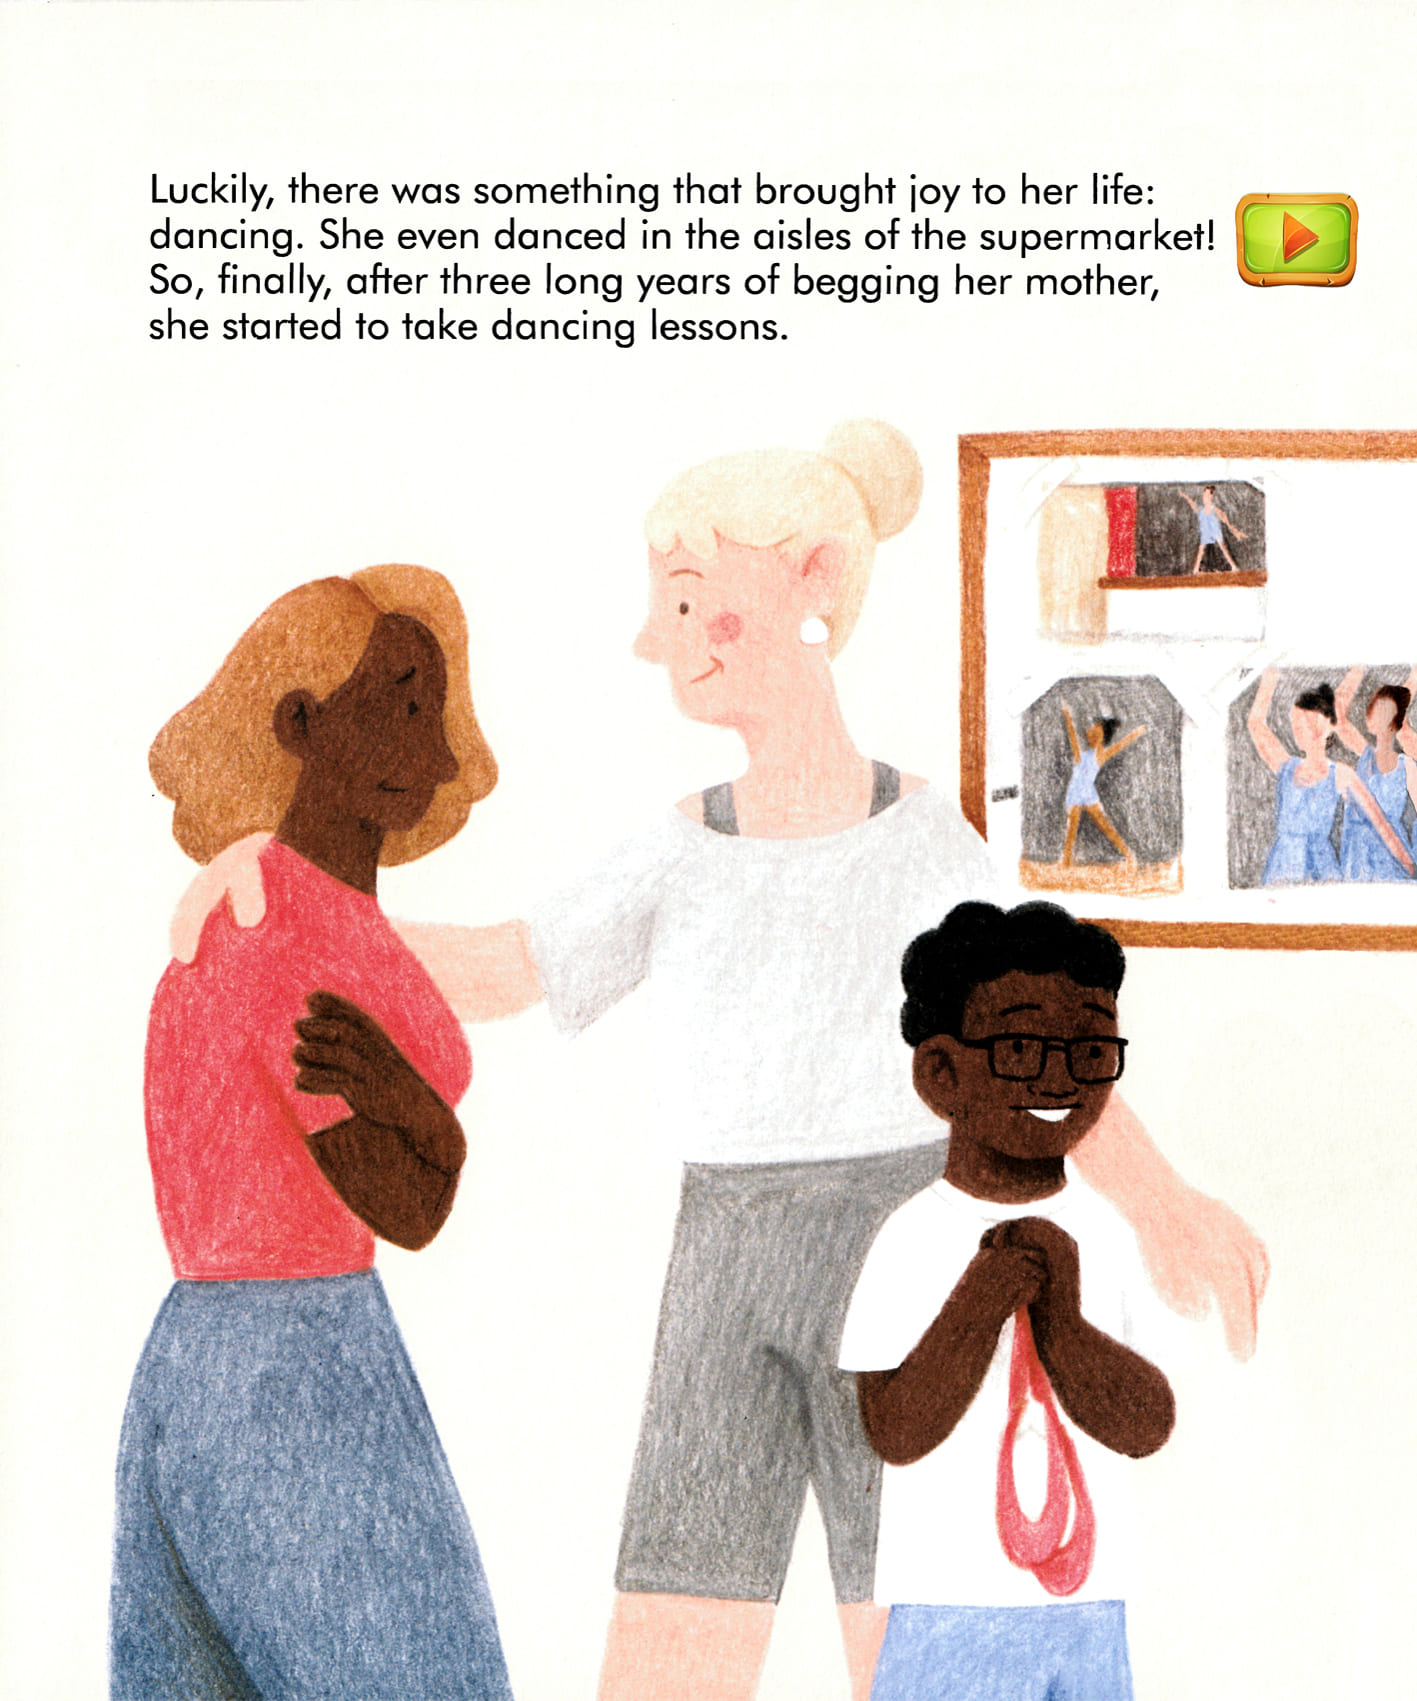 Luckily, there was something that brought joy to her life:
dancing. She even danced in the aisles of the supermarket!
So, finally, after three long years of begging her mother,
she started to take dancing lessons.